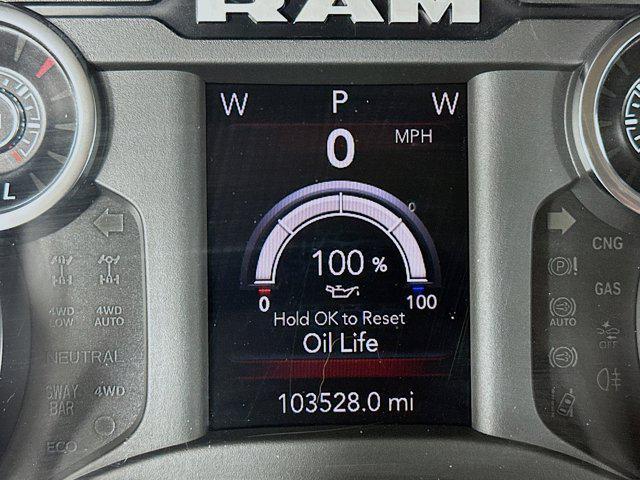 RAM
W P W
0 MPH
0
100 %
0 100
Hold OK to Reset
Oil Life
103528.0 mi
L
4WD LOW
4WD AUTO
NEUTRAL
SWAY BAR
4WD
ECO
CNG
GAS
AUTO
OFF